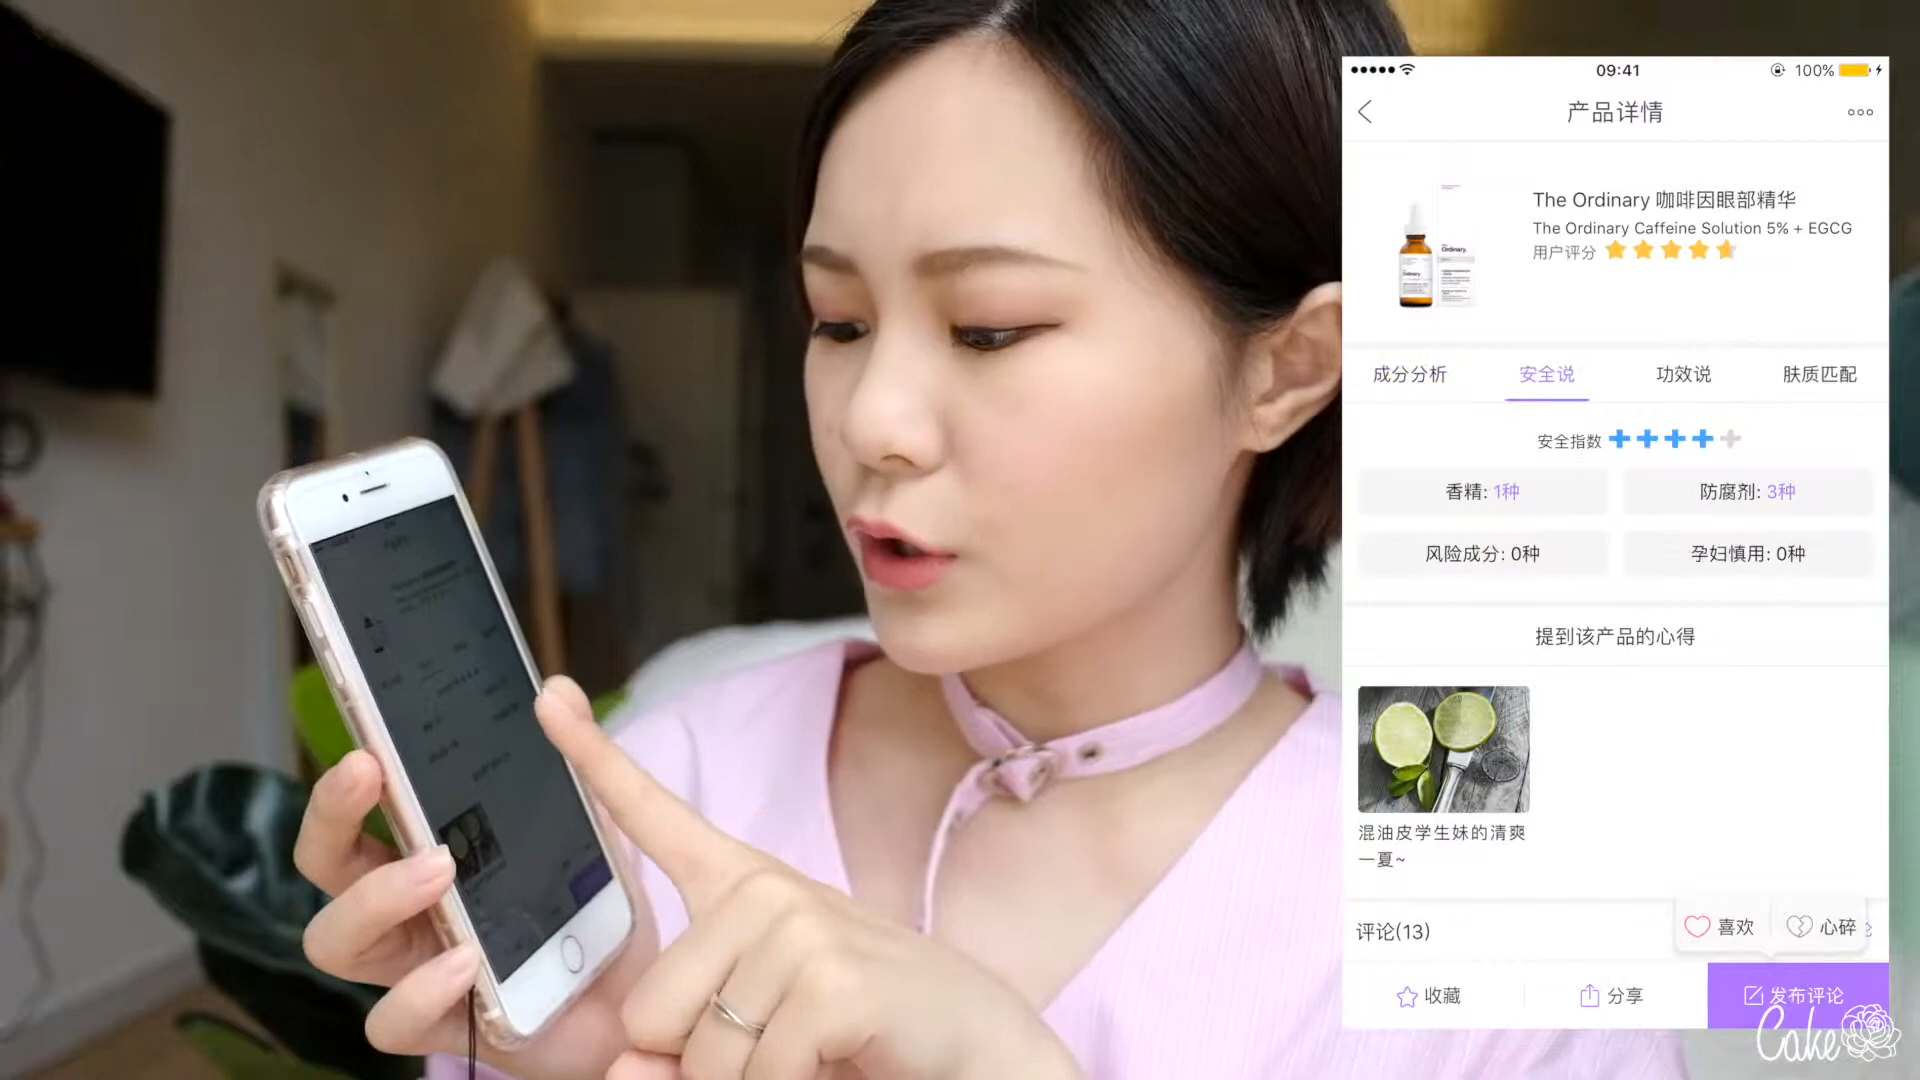 09:41
100%
产品详情
The Ordinary 咖啡因眼部精华
The Ordinary Caffeine Solution 5% + EGCG
用户评分
Ordinary.
成分分析
安全说
功效说
肤质匹配
安全指数
香精: 1种
防腐剂: 3种
风险成分: 0种
孕妇慎用: 0种
提到该产品的心得
混油皮学生妹的清爽
一夏~
评论(13)
喜欢
心碎
收藏
分享
发布评论
Cake